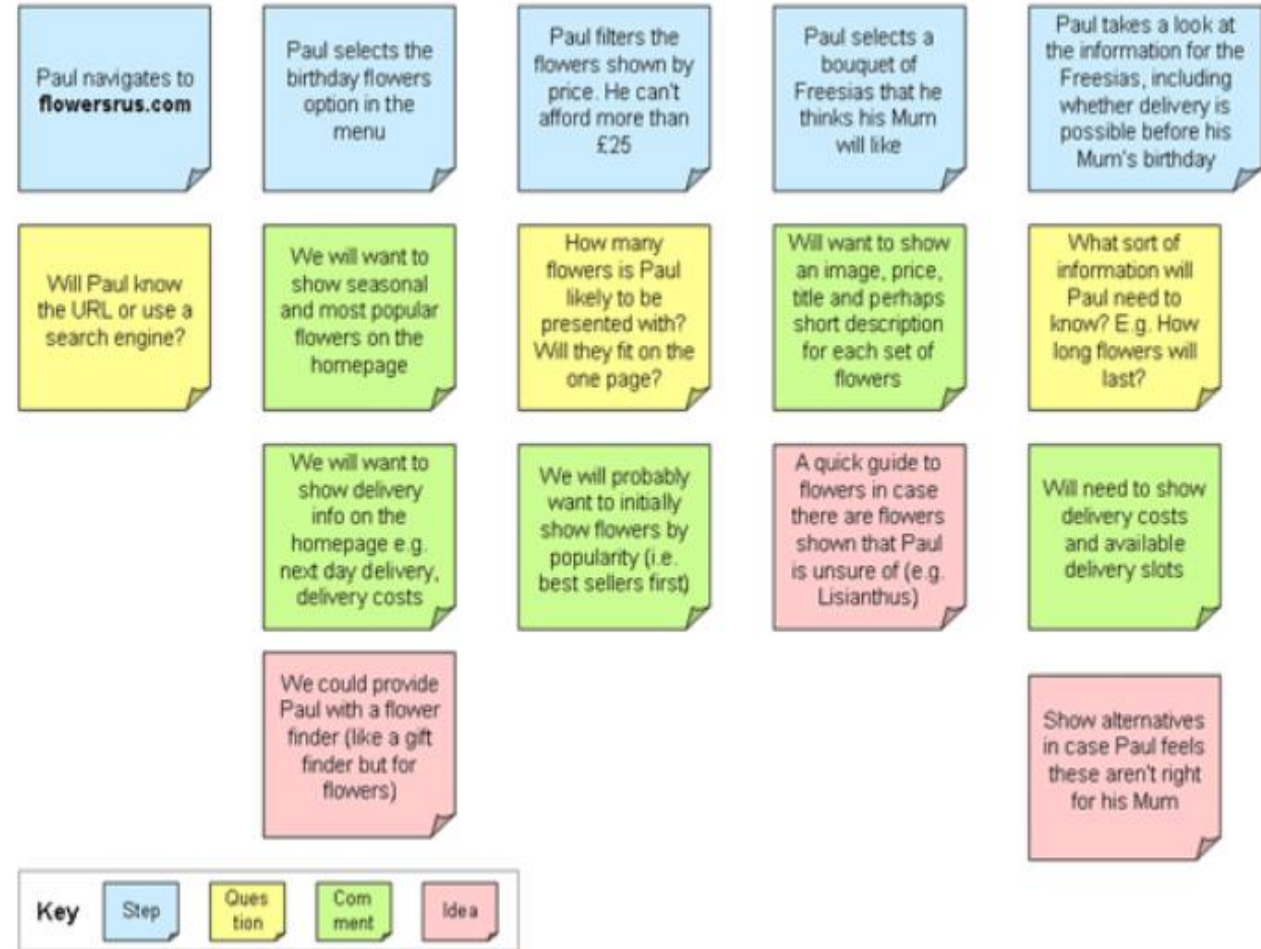 Paul navigates to
flowersrus.com
Paul selects the
birthday flowers
option in the
menu
Paul filters the
flowers shown by
price. He can't
afford more than
£25
Paul selects a
bouquet of
Freesias that he
thinks his Mum
will like
Paul takes a look at
the information for the
Freesias, including
whether delivery is
possible before his
Mum's birthday
Will Paul know
the URL or use a
search engine?
We will want to
show seasonal
and most popular
flowers on the
homepage
How many
flowers is Paul
likely to be
presented with?
Will they fit on the
one page?
Will want to show
an image, price,
title and perhaps
short description
for each set of
flowers
What sort of
information will
Paul need to
know? E.g. How
long flowers will
last?
We will want to
show delivery
info on the
homepage e.g.
next day delivery,
delivery costs
We will probably
want to initially
show flowers by
popularity (i.e.
best sellers first)
A quick guide to
flowers in case
there are flowers
shown that Paul
is unsure of (e.g.
Lisianthus)
Will need to show
delivery costs
and available
delivery slots
We could provide
Paul with a flower
finder (like a gift
finder but for
flowers)
Show alternatives
in case Paul feels
these aren't right
for his Mum
Key
Step
Ques
tion
Com
ment
Idea